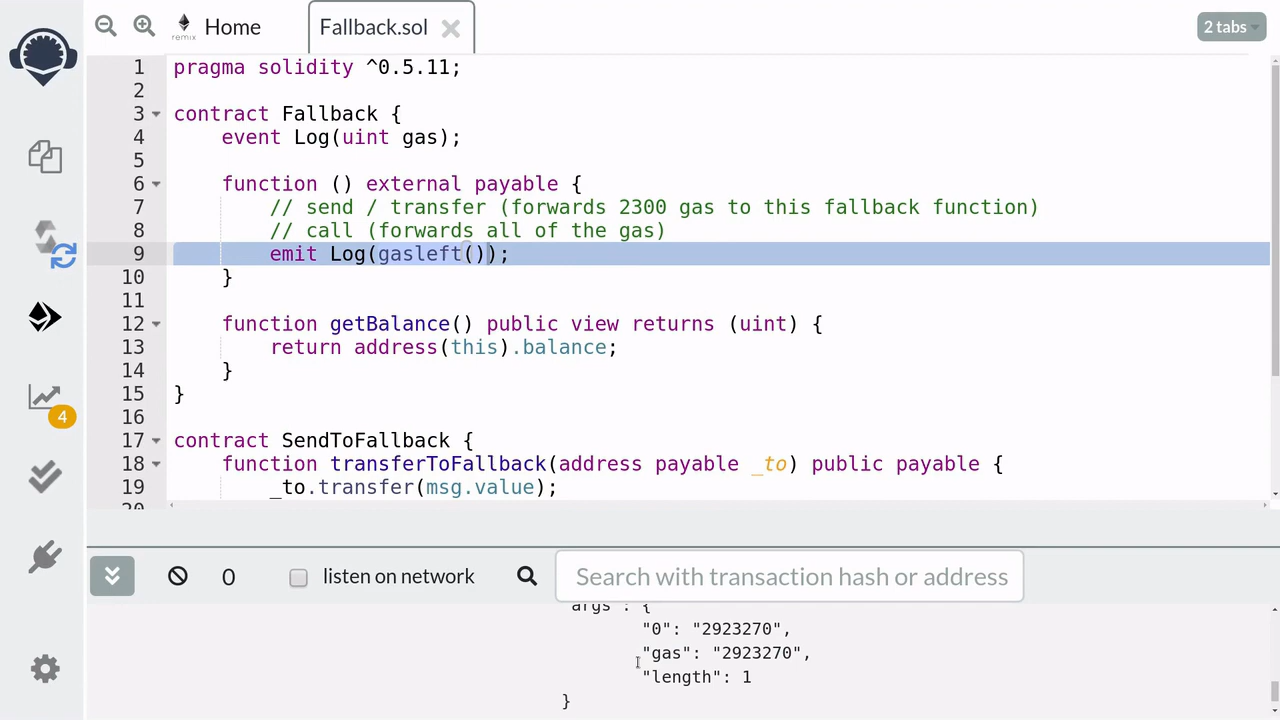 remix
Home
Fallback.sol
2 tabs
1 pragma solidity ^0.5.11;
2
3 contract Fallback {
4 event Log(uint gas);
5
6 function () external payable {
7 // send / transfer (forwards 2300 gas to this fallback function)
8 // call (forwards all of the gas)
9 emit Log(gasleft());
10 }
11
12 function getBalance() public view returns (uint) {
13 return address(this).balance;
14 }
15 }
16
17 contract SendToFallback {
18 function transferToFallback(address payable _to) public payable {
19 _to.transfer(msg.value);
20
4
0
listen on network
Search with transaction hash or address
"args": {
"0": "2923270",
"gas": "2923270",
"length": 1
}